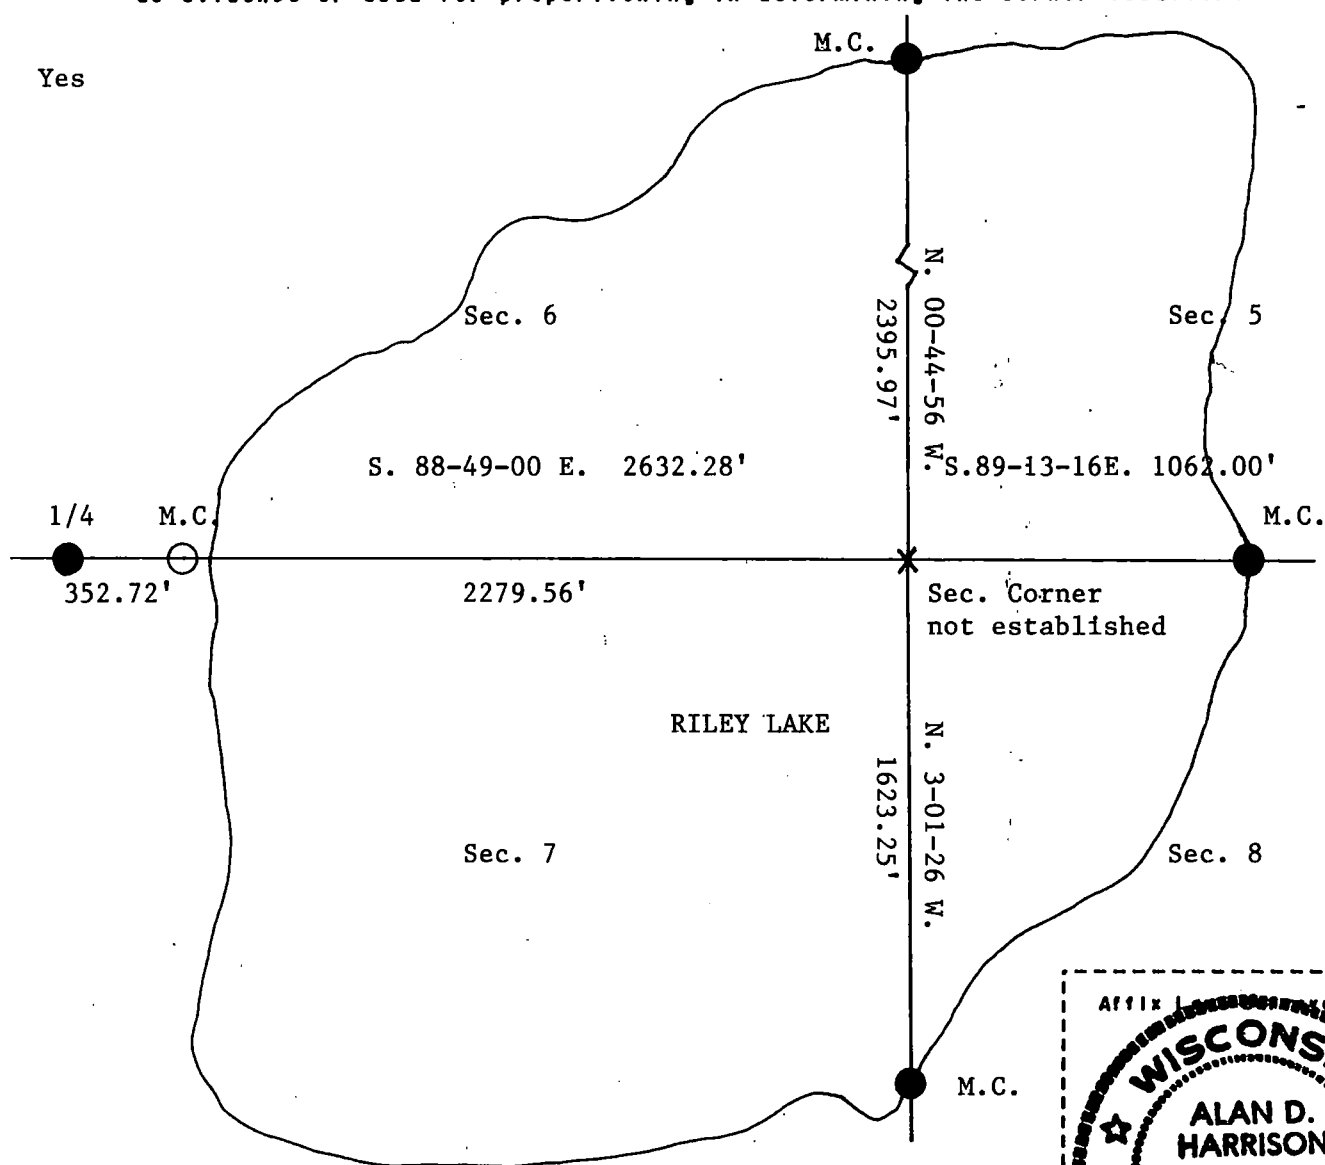 Yes
M.C.
N. 00-44-56 W.
2395.97'
Sec. 6
Sec. 5
S. 88-49-00 E. 2632.28'
S.89-13-16E. 1062.00'
1/4
M.C.
M.C.
352.72'
2279.56'
Sec. Corner
not established
RILEY LAKE
N. 3-01-26 W.
1623.25'
Sec. 7
Sec. 8
M.C.
Affix
WISCONS
ALAN D.
HARRISON